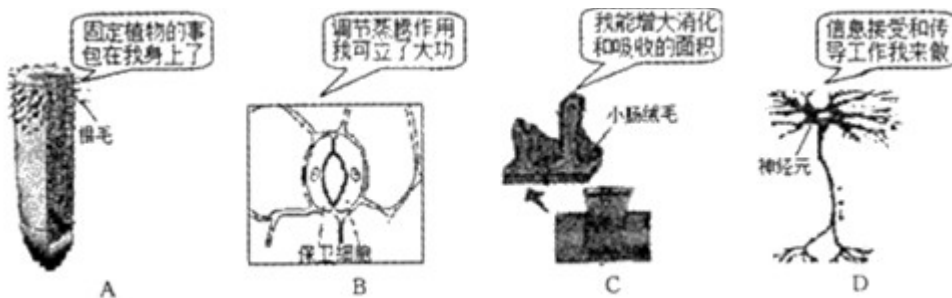 固定植物的事
包在我身上了
根毛
A
调节蒸腾作用
我可立了大功
保卫细胞
B
我能增大消化
和吸收的面积
小肠绒毛
C
信息接受和传
导工作我来做
神经元
D